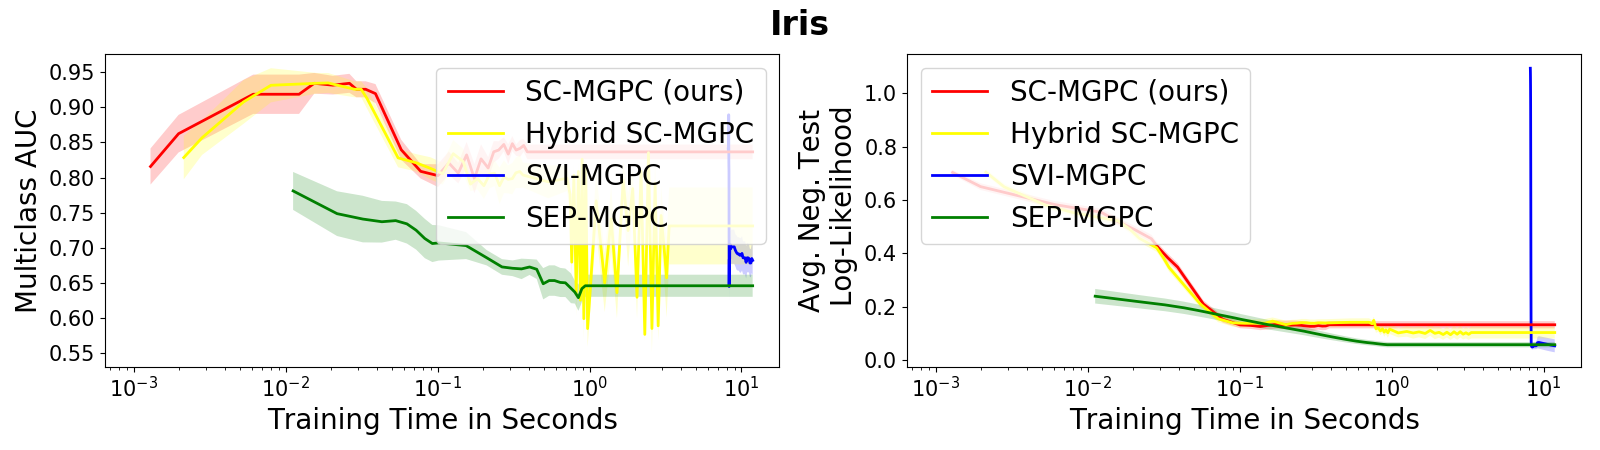 Iris
Multiclass AUC
0.95
0.90
0.85
0.80
0.75
0.70
0.65
0.60
0.55
SC-MGPC (ours)
Hybrid SC-MGPC
SVI-MGPC
SEP-MGPC
10⁻³ 10⁻² 10⁻¹ 10⁰ 10¹
Training Time in Seconds
Avg. Neg. Test
Log-Likelihood
1.0
0.8
0.6
0.4
0.2
0.0
SC-MGPC (ours)
Hybrid SC-MGPC
SVI-MGPC
SEP-MGPC
10⁻³ 10⁻² 10⁻¹ 10⁰ 10¹
Training Time in Seconds